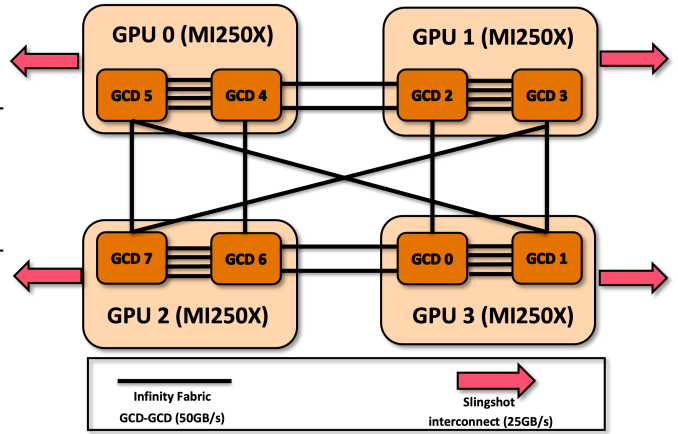 GPU 0 (MI250X)
GPU 1 (MI250X)
GCD 5
GCD 4
GCD 2
GCD 3
GCD 7
GCD 6
GCD 0
GCD 1
GPU 2 (MI250X)
GPU 3 (MI250X)
Infinity Fabric
GCD-GCD (50GB/s)
Slingshot
interconnect (25GB/s)